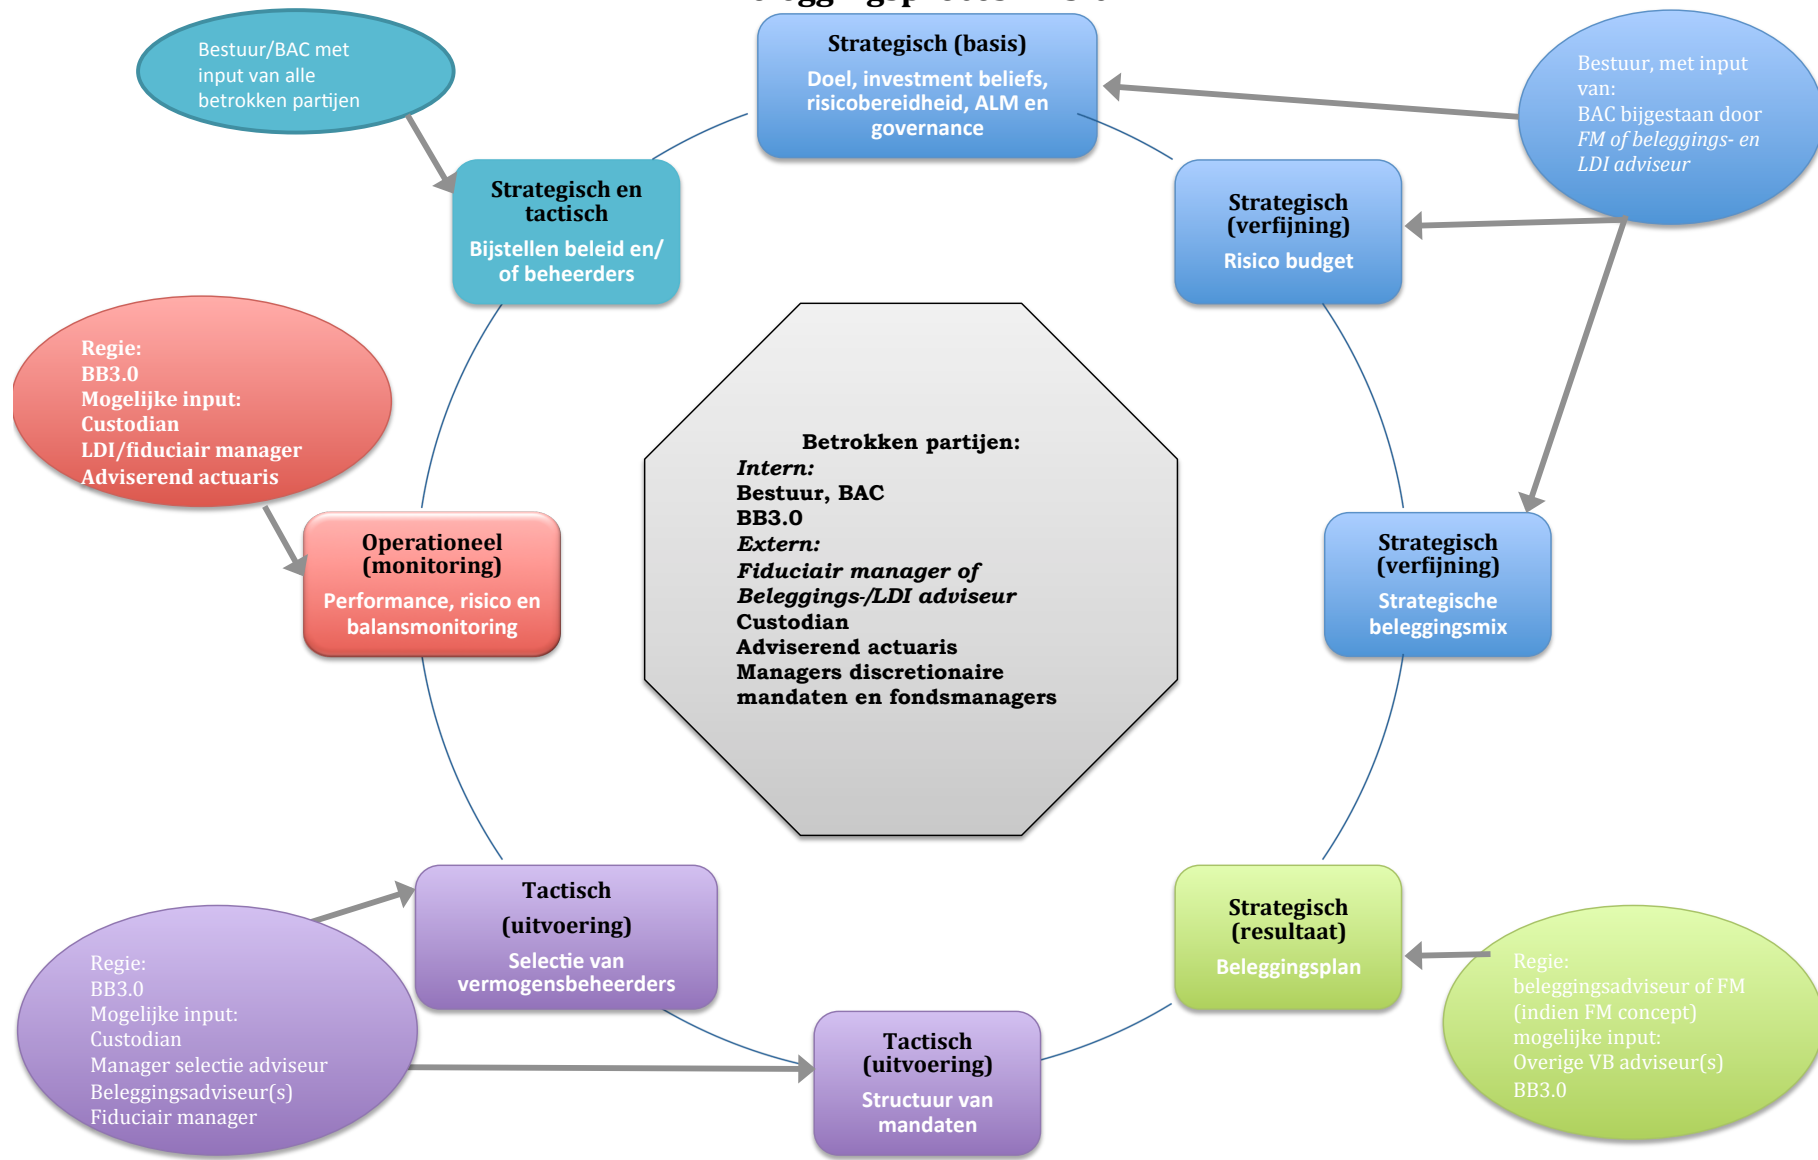 Bestuur/BAC met
input van alle
betrokken partijen
Strategisch (basis)
Doel, investment beliefs,
risicobereidheid, ALM en
governance
Bestuur, met input
van:
BAC bijgestaan door
FM of beleggings- en
LDI adviseur
Strategisch en
tactisch
Bijstellen beleid en/
of beheerders
Strategisch
(verfijning)
Risico budget
Regie:
BB3.0
Mogelijke input:
Custodian
LDI/fiduciair manager
Adviserend actuaris
Betrokken partijen:
Intern:
Bestuur, BAC
BB3.0
Extern:
Fiduciair manager of
Beleggings-/LDI adviseur
Custodian
Adviserend actuaris
Managers discretionaire
mandaten en fondsmanagers
Operationeel
(monitoring)
Performance, risico en
balansmonitoring
Strategisch
(verfijning)
Strategische
beleggingsmix
Tactisch
(uitvoering)
Selectie van
vermogensbeheerders
Strategisch
(resultaat)
Beleggingsplan
Regie:
BB3.0
Mogelijke input:
Custodian
Manager selectie adviseur
Beleggingsadviseur(s)
Fiduciair manager
Tactisch
(uitvoering)
Structuur van
mandaten
Regie:
beleggingsadviseur of FM
(indien FM concept)
mogelijke input:
Overige VB adviseur(s)
BB3.0